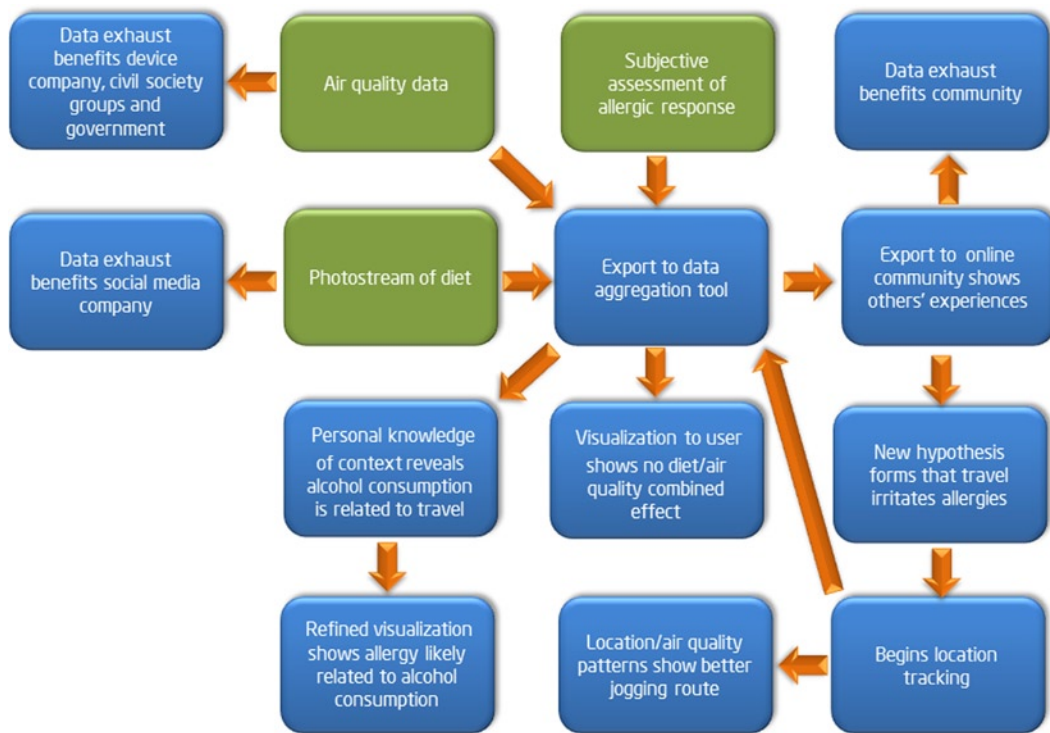 Data exhaust
benefits device
company, civil society
groups and
government
Air quality data
Subjective
assessment of
allergic response
Data exhaust
benefits community
Data exhaust
benefits social media
company
Photostream of diet
Export to data
aggregation tool
Export to online
community shows
others' experiences
Personal knowledge
of context reveals
alcohol consumption
is related to travel
Visualization to user
shows no diet/air
quality combined
effect
New hypothesis
forms that travel
irritates allergies
Refined visualization
shows allergy likely
related to alcohol
consumption
Location/air quality
patterns show better
jogging route
Begins location
tracking